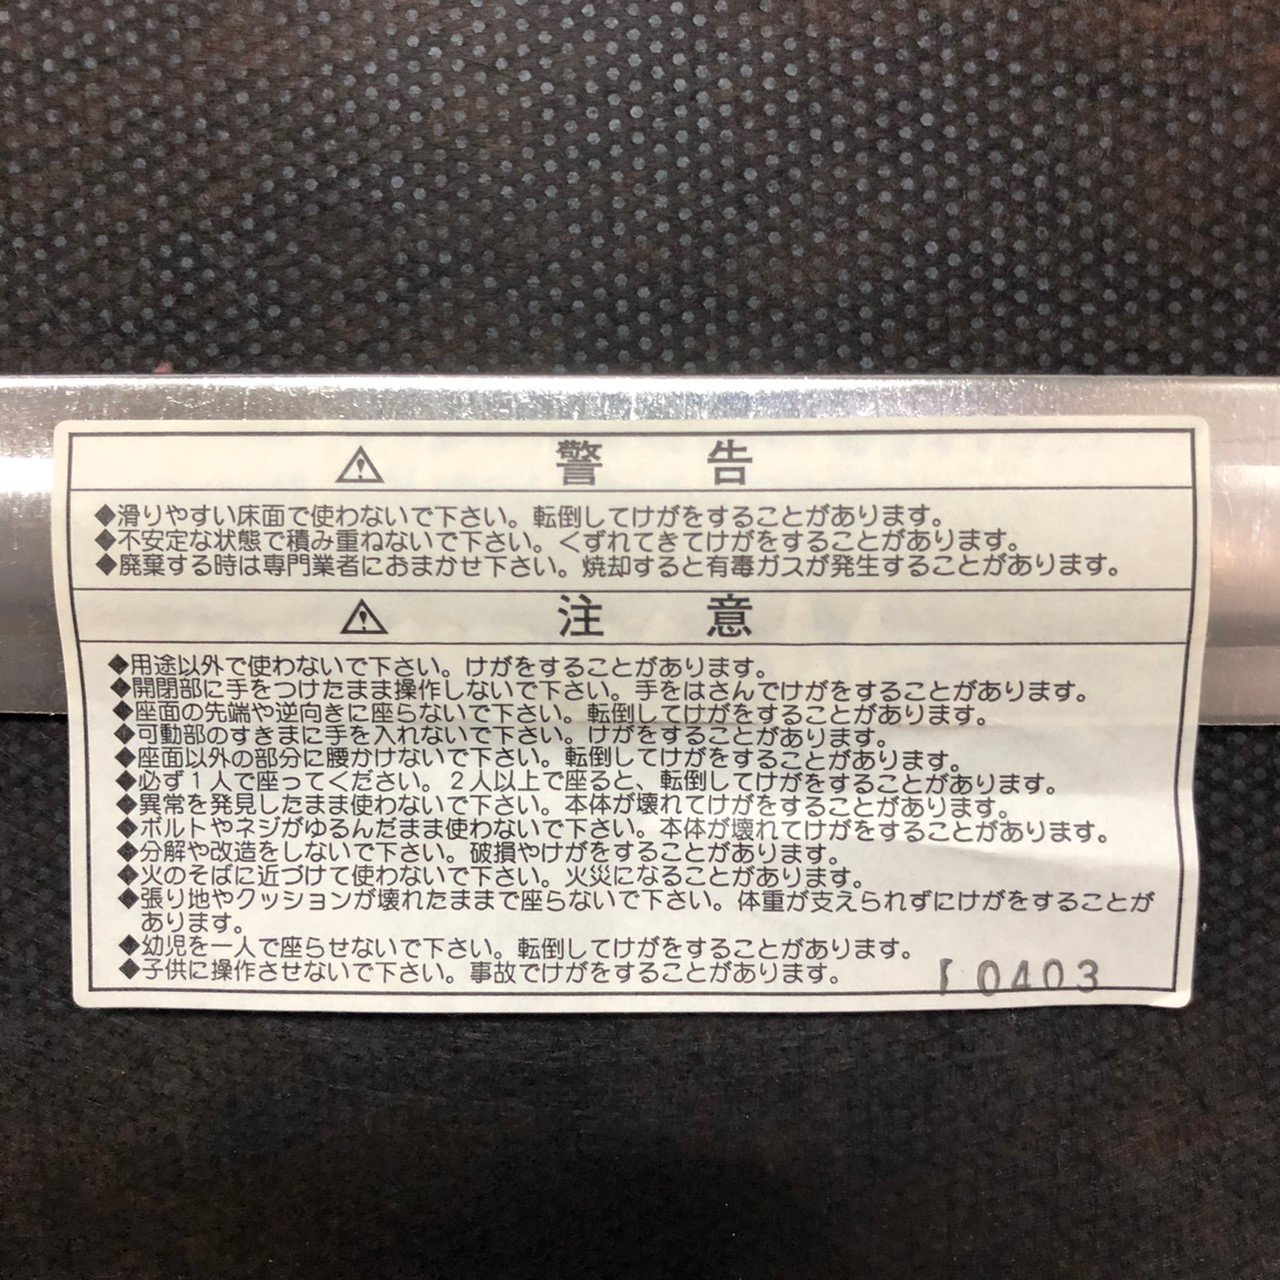 ⚠ 警 告
◆滑りやすい床面で使わないで下さい。転倒してけがをすることがあります。
◆不安定な状態で積み重ねないで下さい。くずれてきてけがをすることがあります。
◆廃棄する時は専門業者におまかせ下さい。焼却すると有毒ガスが発生することがあります。
⚠ 注 意
◆用途以外で使わないで下さい。けがをすることがあります。
◆開閉部に手をつけたまま操作しないで下さい。手をはさんでけがをすることがあります。
◆座面の先端や逆向きに座らないで下さい。転倒してけがをすることがあります。
◆可動部のすきまに手を入れないで下さい。けがをすることがあります。
◆座面以外の部分に腰かけないで下さい。転倒してけがをすることがあります。
◆必ず1人で座ってください。2人以上で座ると、転倒してけがをすることがあります。
◆異常を発見したまま使わないで下さい。本体が壊れてけがをすることがあります。
◆ボルトやネジがゆるんだまま使わないで下さい。本体が壊れてけがをすることがあります。
◆分解や改造をしないで下さい。破損やけがをすることがあります。
◆火のそばに近づけて使わないで下さい。火災になることがあります。
◆張り地やクッションが壊れたままで座らないで下さい。体重が支えられずにけがをすることが
あります。
◆幼児を一人で座らせないで下さい。転倒してけがをすることがあります。
◆子供に操作させないで下さい。事故でけがをすることがあります。
0403